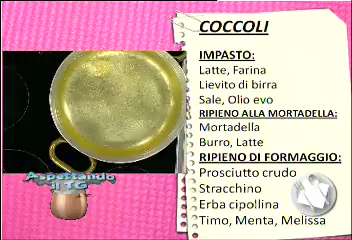 COCCOLI
IMPASTO:
Latte, Farina
Lievito di birra
Sale, Olio evo
RIPIENO ALLA MORTADELLA:
Mortadella
Burro, Latte
RIPIENO DI FORMAGGIO:
Prosciutto crudo
Stracchino
Erba cipollina
Timo, Menta, Melissa
Aspettando
il TG